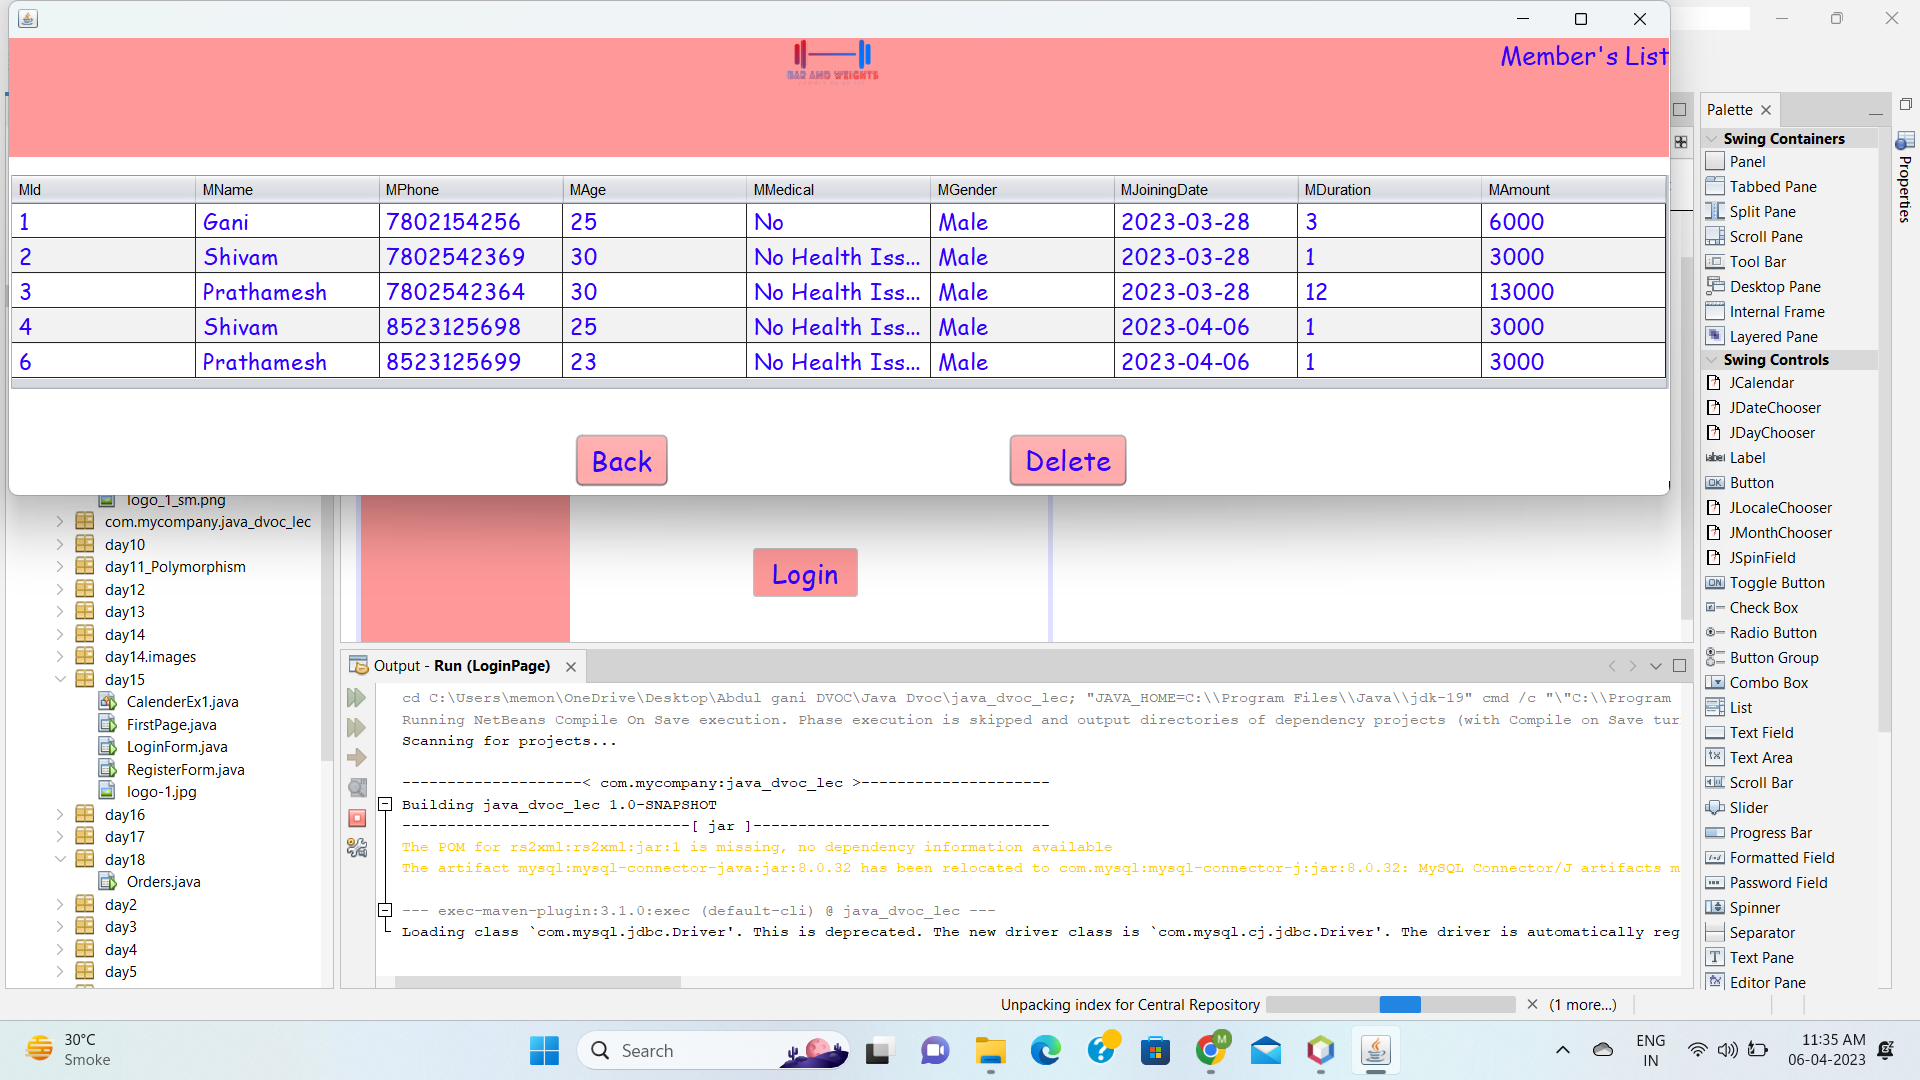 BAR AND WEIGHTS
Member's List
MId MName MPhone MAge MMedical MGender MJoiningDate MDuration MAmount
1 Gani 7802154256 25 No Male 2023-03-28 3 6000
2 Shivam 7802542369 30 No Health Iss... Male 2023-03-28 1 3000
3 Prathamesh 7802542364 30 No Health Iss... Male 2023-03-28 12 13000
4 Shivam 8523125698 25 No Health Iss... Male 2023-04-06 1 3000
6 Prathamesh 8523125699 23 No Health Iss... Male 2023-04-06 1 3000
Back Delete
logo_1_sm.png
com.mycompany.java_dvoc_lec
day10
day11_Polymorphism
day12
day13
day14
day14.images
day15
CalenderEx1.java
FirstPage.java
LoginForm.java
RegisterForm.java
logo-1.jpg
day16
day17
day18
Orders.java
day2
day3
day4
day5
Login
Output - Run (LoginPage)
cd C:\Users\memon\OneDrive\Desktop\Abdul gani DVOC\Java Dvoc\java_dvoc_lec; "JAVA_HOME=C:\\Program Files\\Java\\jdk-19" cmd /c "\"C:\\Program
Running NetBeans Compile On Save execution. Phase execution is skipped and output directories of dependency projects (with Compile on Save tur
Scanning for projects...
--------------------< com.mycompany:java_dvoc_lec >---------------------
Building java_dvoc_lec 1.0-SNAPSHOT
--------------------------------[ jar ]---------------------------------
The POM for rs2xml:rs2xml:jar:1 is missing, no dependency information available
The artifact mysql:mysql-connector-java:jar:8.0.32 has been relocated to com.mysql:mysql-connector-j:jar:8.0.32: MySQL Connector/J artifacts m
--- exec-maven-plugin:3.1.0:exec (default-cli) @ java_dvoc_lec ---
Loading class `com.mysql.jdbc.Driver'. This is deprecated. The new driver class is `com.mysql.cj.jdbc.Driver'. The driver is automatically reg
Palette
Swing Containers
Panel
Tabbed Pane
Split Pane
Scroll Pane
Tool Bar
Desktop Pane
Internal Frame
Layered Pane
Swing Controls
JCalendar
JDateChooser
JDayChooser
label Label
OK Button
JLocaleChooser
JMonthChooser
JSpinField
ON Toggle Button
Check Box
Radio Button
Button Group
Combo Box
List
Text Field
Text Area
Scroll Bar
Slider
Progress Bar
Formatted Field
Password Field
Spinner
Separator
Text Pane
Editor Pane
Properties
Unpacking index for Central Repository (1 more...)
30°C
Smoke
Search
M
ENG
IN
11:35 AM
06-04-2023